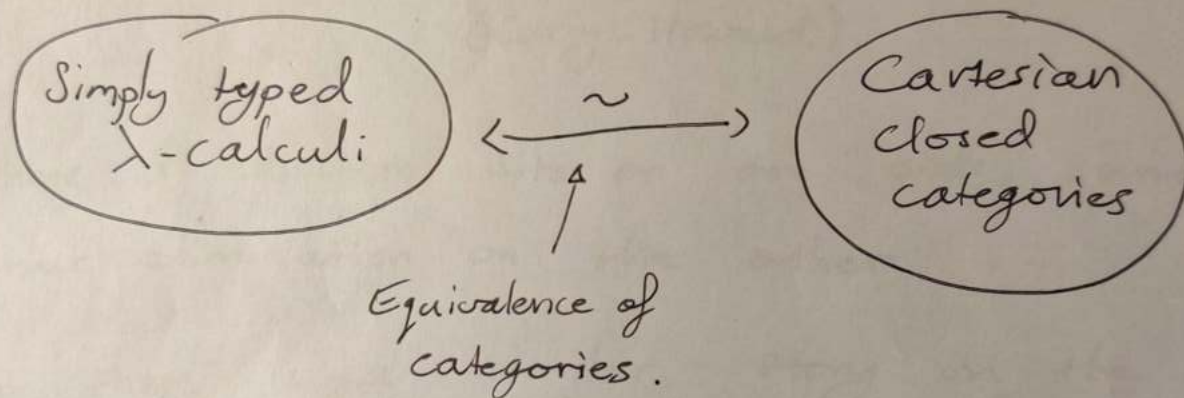 Simply typed
λ-calculi
~
Cartesian
closed
categories
Equivalence of
categories.